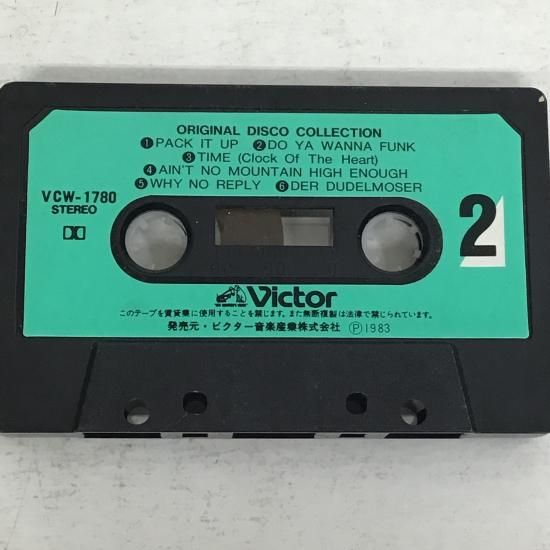 ORIGINAL DISCO COLLECTION
❶PACK IT UP ❷DO YA WANNA FUNK
❸TIME (Clock Of The Heart)
❹AIN'T NO MOUNTAIN HIGH ENOUGH
❺WHY NO REPLY ❻DER DUDELMOSER
VCW-1780
STEREO
2
Victor
このテープを賃貸業に使用することを禁じます。また無断複製は法律で禁じられています。
発売元・ビクター音楽産業株式会社 Ⓟ1983